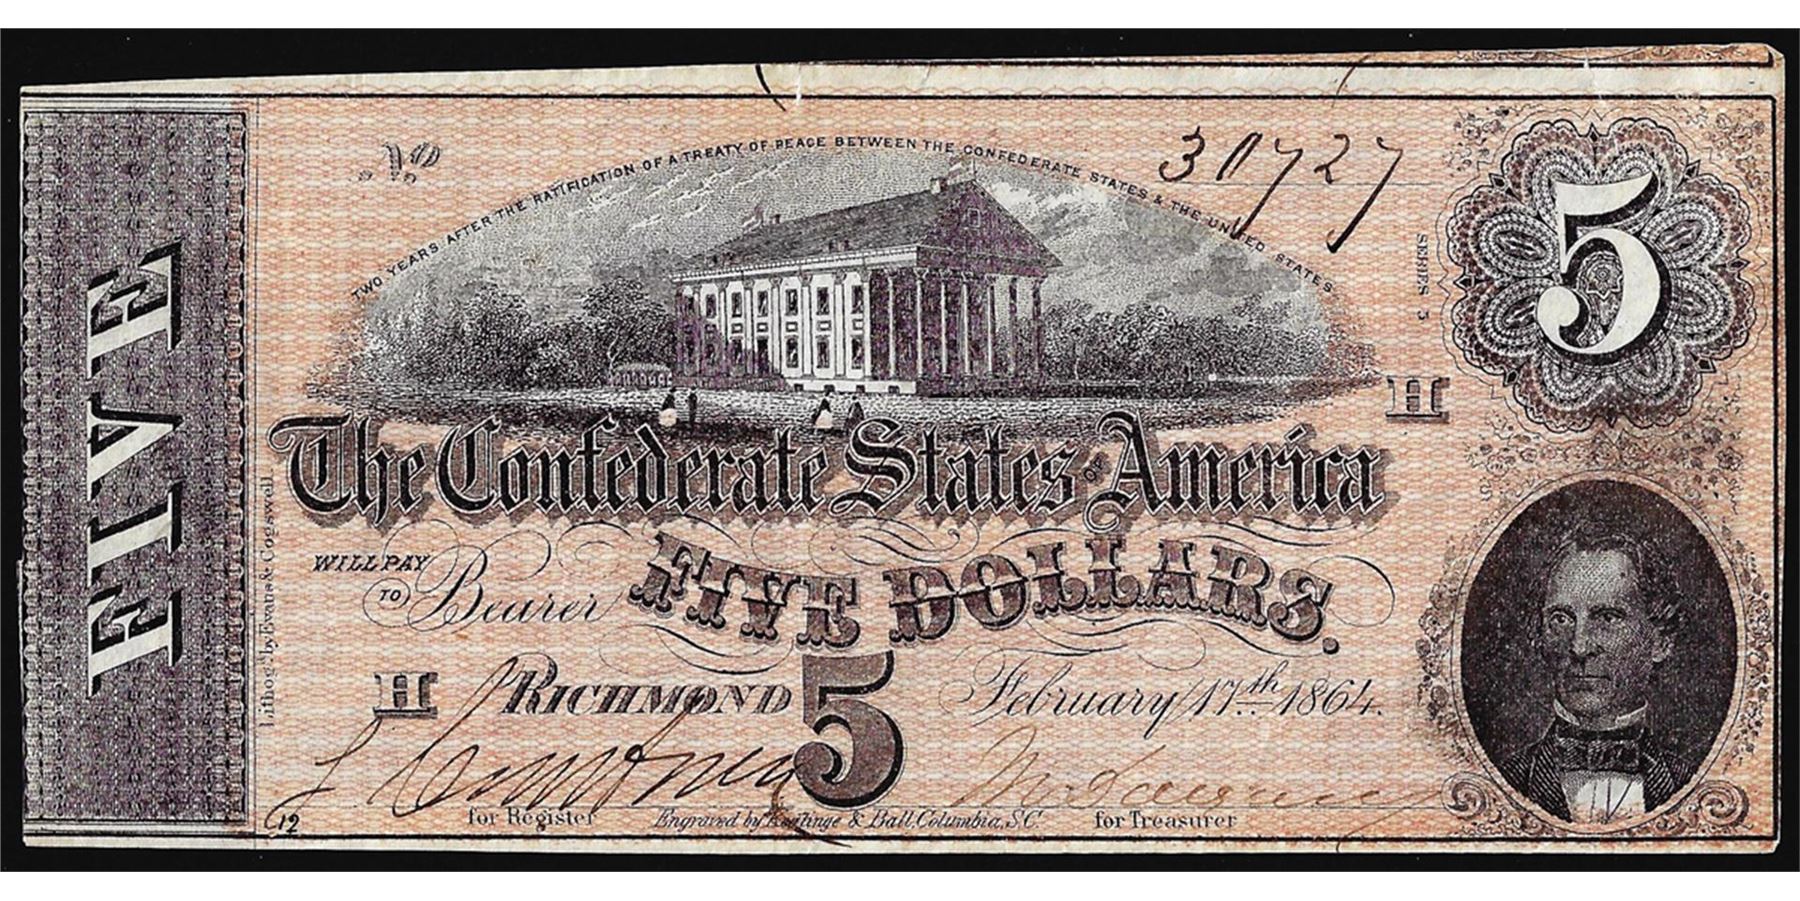 No
30727
TWO YEARS AFTER THE RATIFICATION OF A TREATY OF PEACE BETWEEN THE CONFEDERATE STATES & THE UNITED STATES
SERIES 3
5
FIVE
H
The Confederate States OF America
WILL PAY
TO Bearer
FIVE DOLLARS.
H
RICHMOND
5
February 17th 1864.
for Register
Engraved by Keatinge & Ball, Columbia, S.C.
for Treasurer
12
Lithog'd by Evans & Cogswell